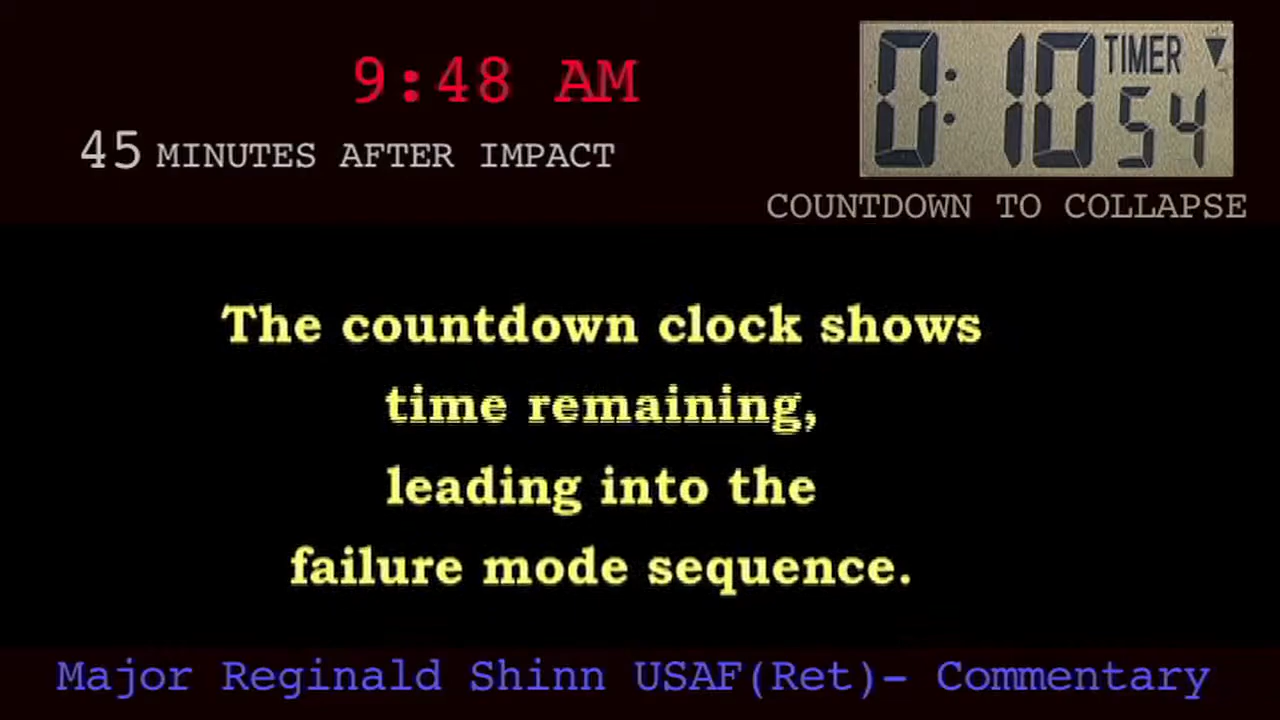 9:48 AM
45 MINUTES AFTER IMPACT
0:10 54
TIMER
COUNTDOWN TO COLLAPSE
The countdown clock shows
time remaining,
leading into the
failure mode sequence.
Major Reginald Shinn USAF(Ret)- Commentary